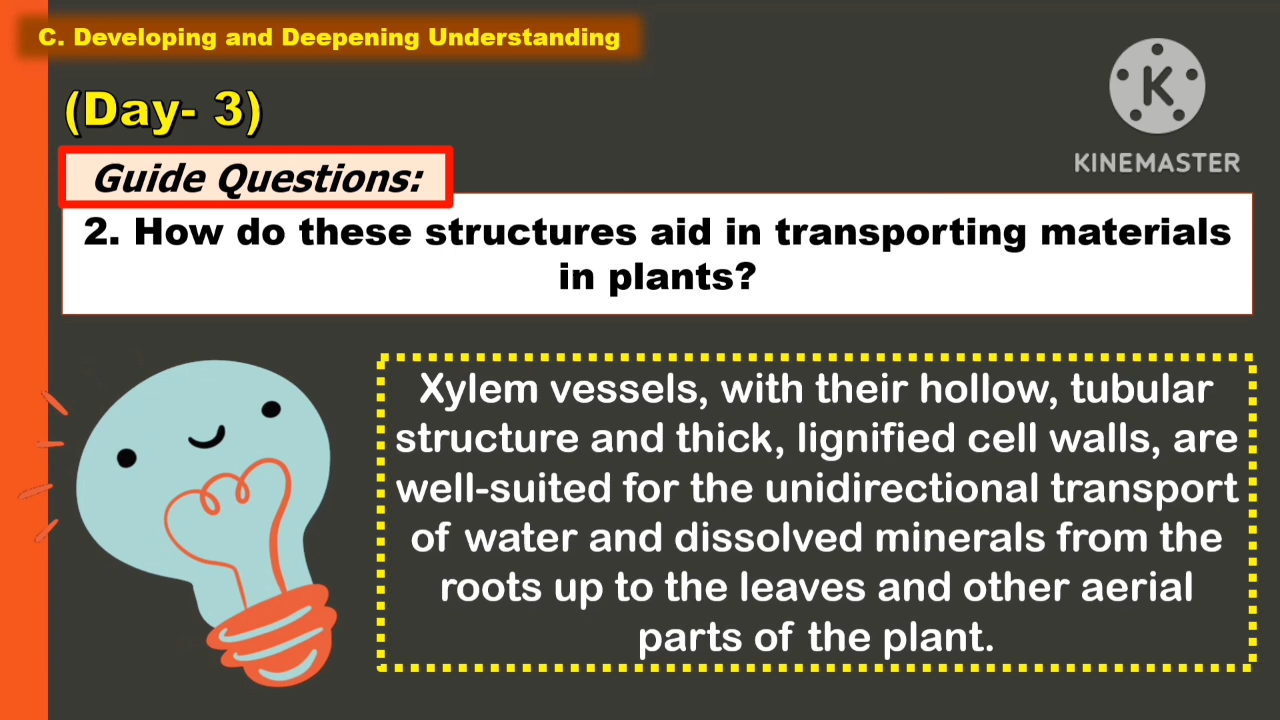 C. Developing and Deepening Understanding
(Day- 3)
K
KINEMASTER
Guide Questions:
2. How do these structures aid in transporting materials
in plants?
Xylem vessels, with their hollow, tubular
structure and thick, lignified cell walls, are
well-suited for the unidirectional transport
of water and dissolved minerals from the
roots up to the leaves and other aerial
parts of the plant.